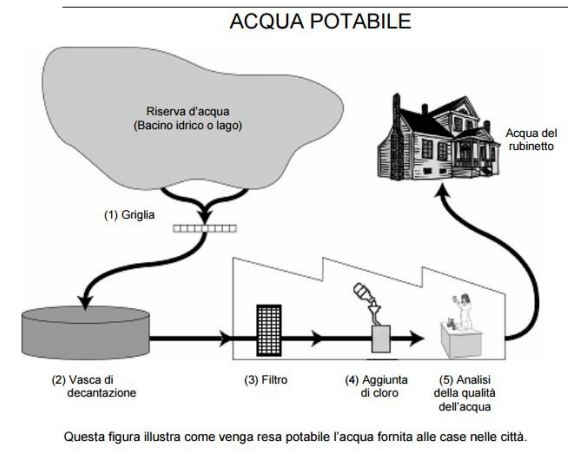 ACQUA POTABILE
Riserva d'acqua
(Bacino idrico o lago)
Acqua del
rubinetto
(1) Griglia
(2) Vasca di
decantazione
(3) Filtro
(4) Aggiunta
di cloro
(5) Analisi
della qualità
dell'acqua
Questa figura illustra come venga resa potabile l'acqua fornita alle case nelle città.